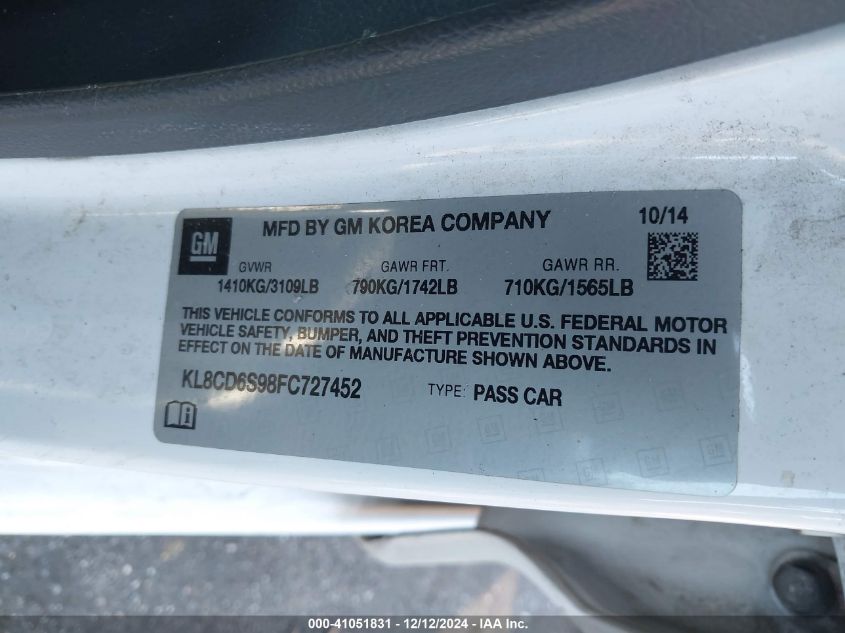 GM
MFD BY GM KOREA COMPANY
10/14
GVWR GAWR FRT. GAWR RR.
1410KG/3109LB 790KG/1742LB 710KG/1565LB
THIS VEHICLE CONFORMS TO ALL APPLICABLE U.S. FEDERAL MOTOR
VEHICLE SAFETY, BUMPER, AND THEFT PREVENTION STANDARDS IN
EFFECT ON THE DATE OF MANUFACTURE SHOWN ABOVE.
KL8CD6S98FC727452 TYPE: PASS CAR
000-41051831 - 12/12/2024 - IAA Inc.